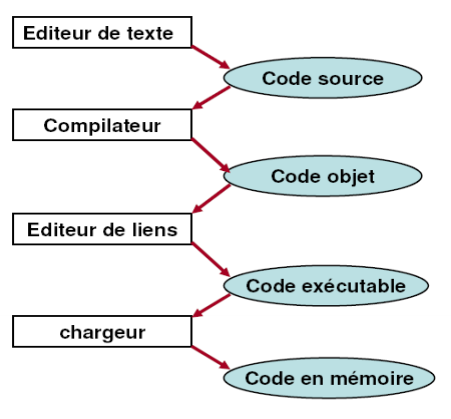 Editeur de texte
Code source
Compilateur
Code objet
Editeur de liens
Code exécutable
chargeur
Code en mémoire